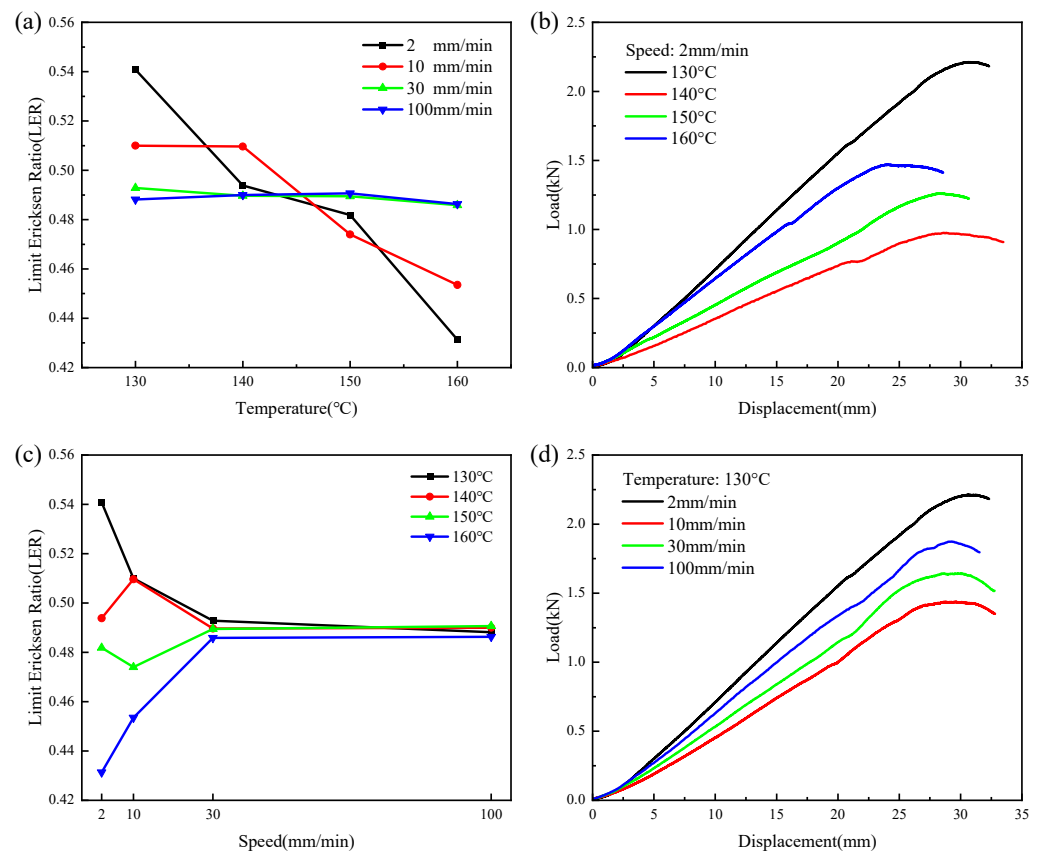 (a)
0.56
0.54
0.52
0.50
0.48
0.46
0.44
0.42
Limit Ericksen Ratio(LER)
130 140 150 160
Temperature(℃)
2 mm/min
10 mm/min
30 mm/min
100mm/min
(b)
2.5
2.0
1.5
1.0
0.5
0.0
Load(kN)
0 5 10 15 20 25 30 35
Displacement(mm)
Speed: 2mm/min
130°C
140°C
150°C
160°C
(c)
0.56
0.54
0.52
0.50
0.48
0.46
0.44
0.42
Limit Ericksen Ratio(LER)
2 10 30 100
Speed(mm/min)
130℃
140℃
150℃
160℃
(d)
2.5
2.0
1.5
1.0
0.5
0.0
Load(kN)
0 5 10 15 20 25 30 35
Displacement(mm)
Temperature: 130°C
2mm/min
10mm/min
30mm/min
100mm/min